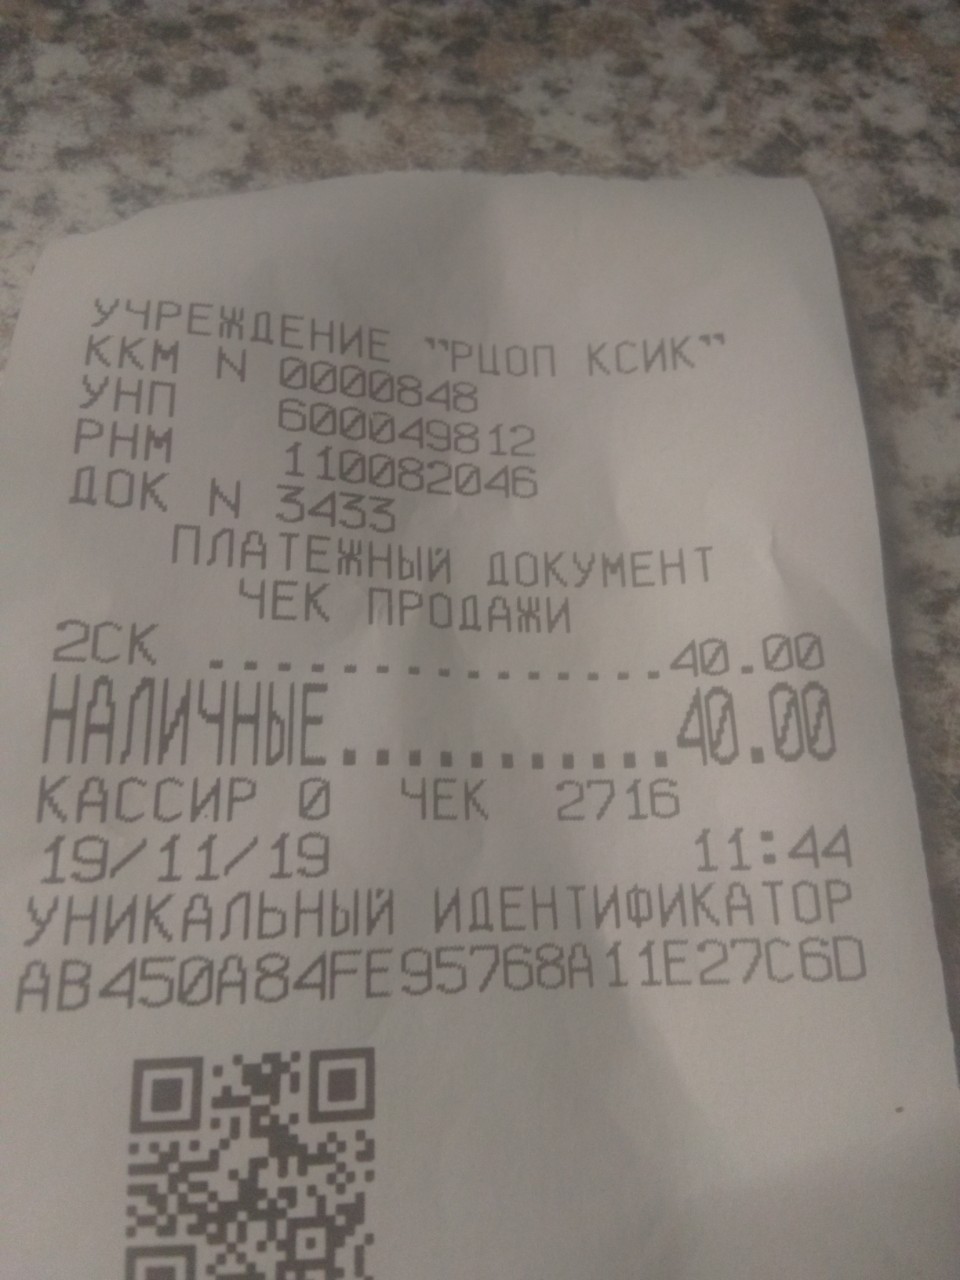 УЧРЕЖДЕНИЕ "РЦОП КСИК"
ККМ N 0000848
УНП 600049812
РНМ 110082046
ДОК N 3433
ПЛАТЕЖНЫЙ ДОКУМЕНТ
ЧЕК ПРОДАЖИ
2СК ..............40.00
НАЛИЧНЫЕ..........40.00
КАССИР 0 ЧЕК 2716
19/11/19 11:44
УНИКАЛЬНЫЙ ИДЕНТИФИКАТОР
AB450A84FE95768A11E27C6D